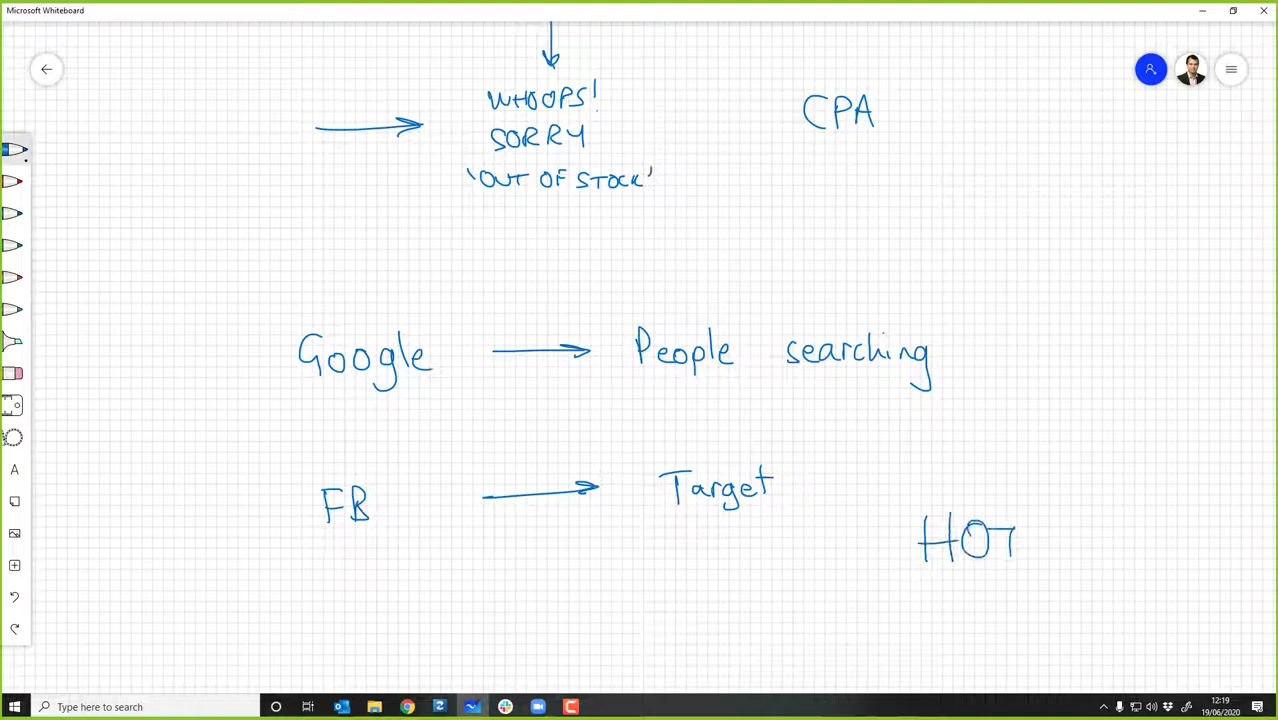 Microsoft Whiteboard
WHOOPS!
SORRY
'OUT OF STOCK'
CPA
Google → People searching
FB → Target
HOT
A
Type here to search
12:19
19/06/2020